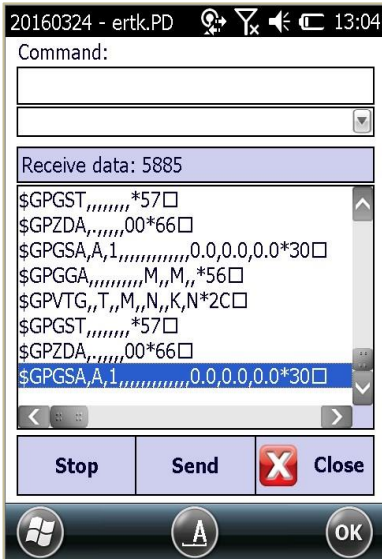 20160324 - ertk.PD 13:04
Command:
Receive data: 5885
$GPGST,,,,,,,,*57□
$GPZDA,.,,,,,00*66□
$GPGSA,A,1,,,,,,,,,,,,,0.0,0.0,0.0*30□
$GPGGA,,,,,,,,,,M,,M,,*56□
$GPVTG,,T,,M,,N,,K,N*2C□
$GPGST,,,,,,,,*57□
$GPZDA,.,,,,,00*66□
$GPGSA,A,1,,,,,,,,,,,,,0.0,0.0,0.0*30□
Stop Send X Close
A OK